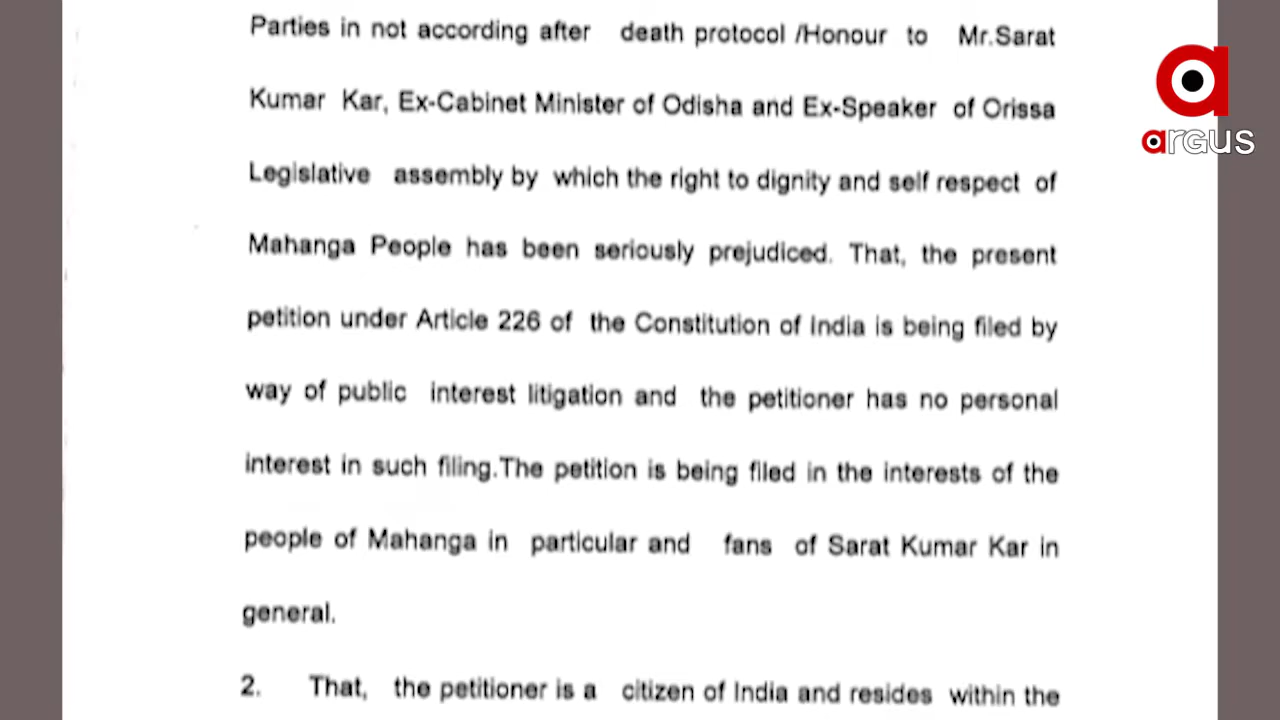 Parties in not according after death protocol /Honour to Mr.Sarat
Kumar Kar, Ex-Cabinet Minister of Odisha and Ex-Speaker of Orissa
Legislative assembly by which the right to dignity and self respect of
Mahanga People has been seriously prejudiced. That, the present
petition under Article 226 of the Constitution of India is being filed by
way of public interest litigation and the petitioner has no personal
interest in such filing.The petition is being filed in the interests of the
people of Mahanga in particular and fans of Sarat Kumar Kar in
general.
2. That, the petitioner is a citizen of India and resides within the
a
argus